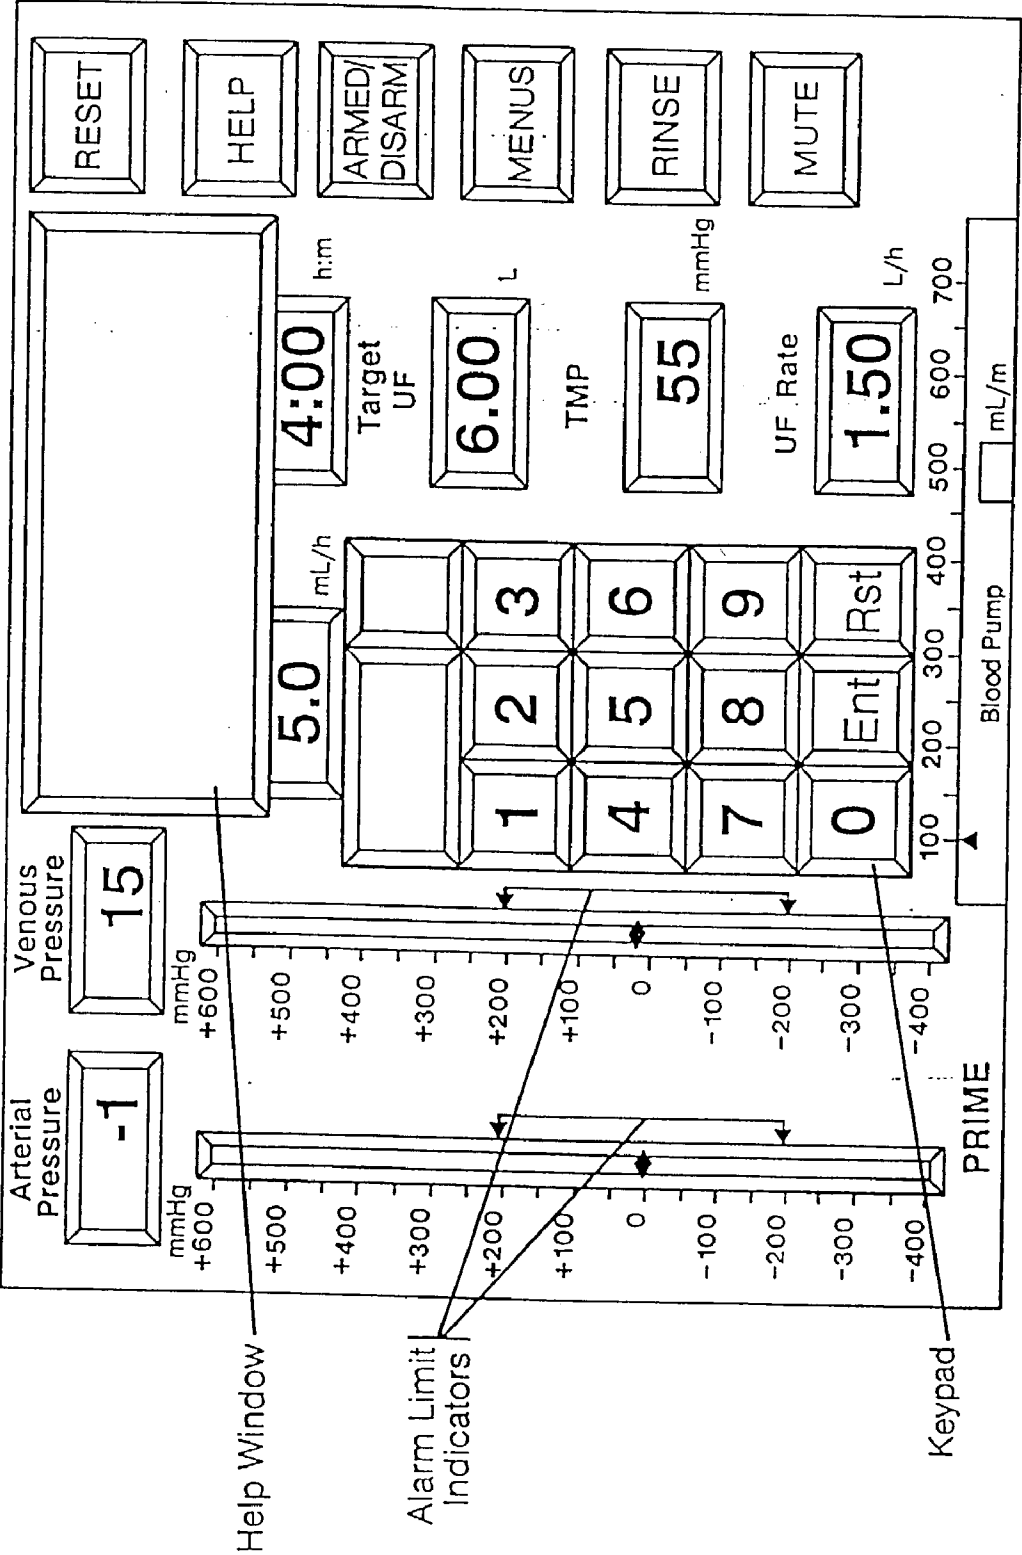 Arterial
Pressure
-1
mmHg
+600
+500
+400
+300
+200
+100
0
-100
-200
-300
-400
Venous
Pressure
15
mmHg
+600
+500
+400
+300
+200
+100
0
-100
-200
-300
-400
PRIME
5.0
mL/h
4:00
h:m
Target
UF
6.00
L
TMP
55
mmHg
UF Rate
1.50
L/h
1 2 3
4 5 6
7 8 9
0 Ent Rst
100 200 300 400 500 600 700
Blood Pump
mL/m
RESET
HELP
ARMED/
DISARM
MENUS
RINSE
MUTE
Help Window
Alarm Limit
Indicators
Keypad